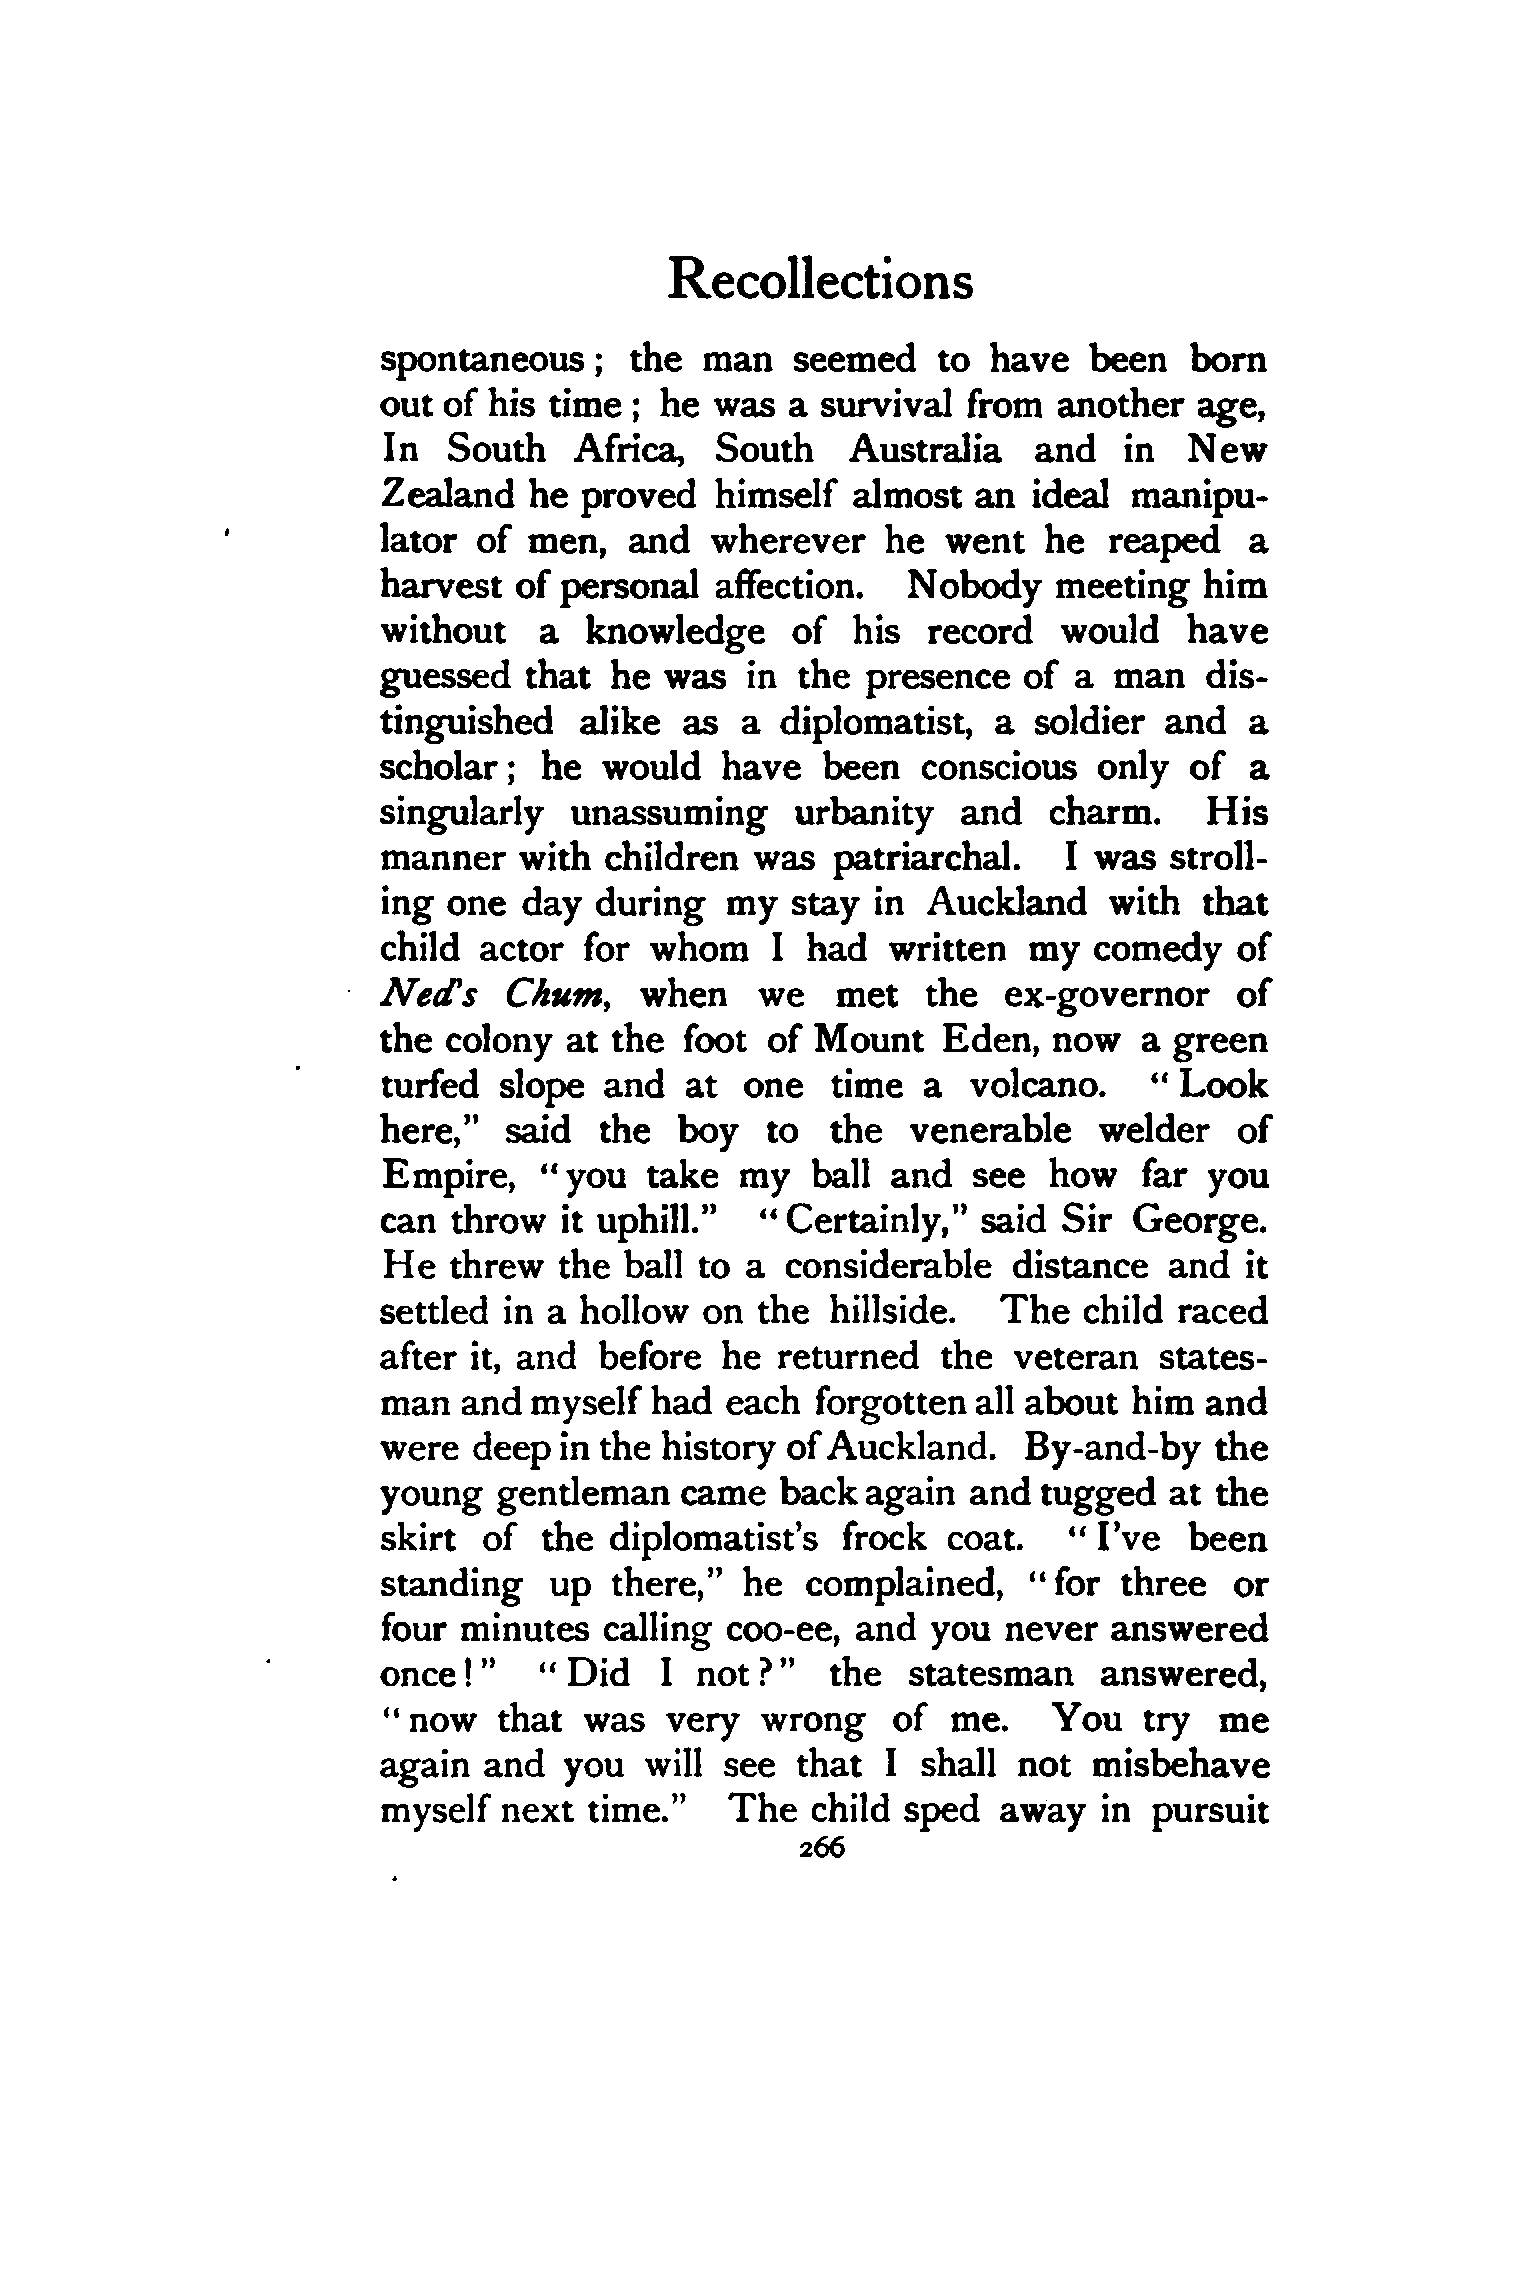 Recollections
spontaneous; the man seemed to have been born
out of his time; he was a survival from another age,
In South Africa, South Australia and in New
Zealand he proved himself almost an ideal manipu-
lator of men, and wherever he went he reaped a
harvest of personal affection. Nobody meeting him
without a knowledge of his record would have
guessed that he was in the presence of a man dis-
tinguished alike as a diplomatist, a soldier and a
scholar; he would have been conscious only of a
singularly unassuming urbanity and charm. His
manner with children was patriarchal. I was stroll-
ing one day during my stay in Auckland with that
child actor for whom I had written my comedy of
Ned's Chum, when we met the ex-governor of
the colony at the foot of Mount Eden, now a green
turfed slope and at one time a volcano. "Look
here," said the boy to the venerable welder of
Empire, "you take my ball and see how far you
can throw it uphill." "Certainly," said Sir George.
He threw the ball to a considerable distance and it
settled in a hollow on the hillside. The child raced
after it, and before he returned the veteran states-
man and myself had each forgotten all about him and
were deep in the history of Auckland. By-and-by the
young gentleman came back again and tugged at the
skirt of the diplomatist's frock coat. "I've been
standing up there," he complained, "for three or
four minutes calling coo-ee, and you never answered
once!" "Did I not?" the statesman answered,
"now that was very wrong of me. You try me
again and you will see that I shall not misbehave
myself next time." The child sped away in pursuit
266